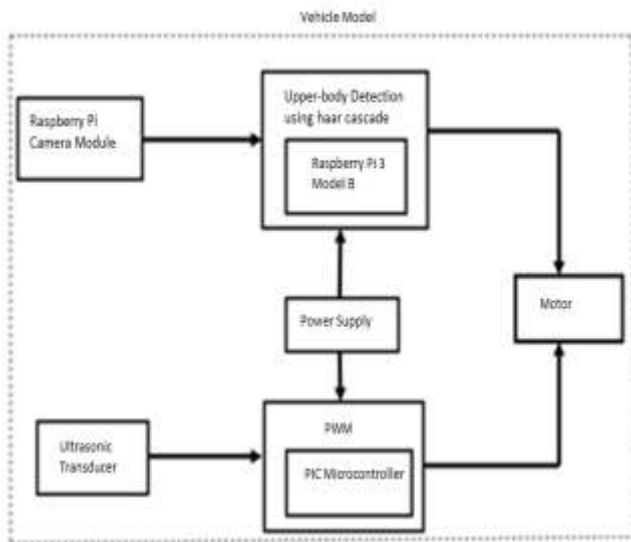 Vehicle Model
Upper-body Detection
using haar cascade
Raspberry Pi
Camera Module
Raspberry Pi 3
Model B
Power Supply
Motor
PWM
Ultrasonic
Transducer
PIC Microcontroller